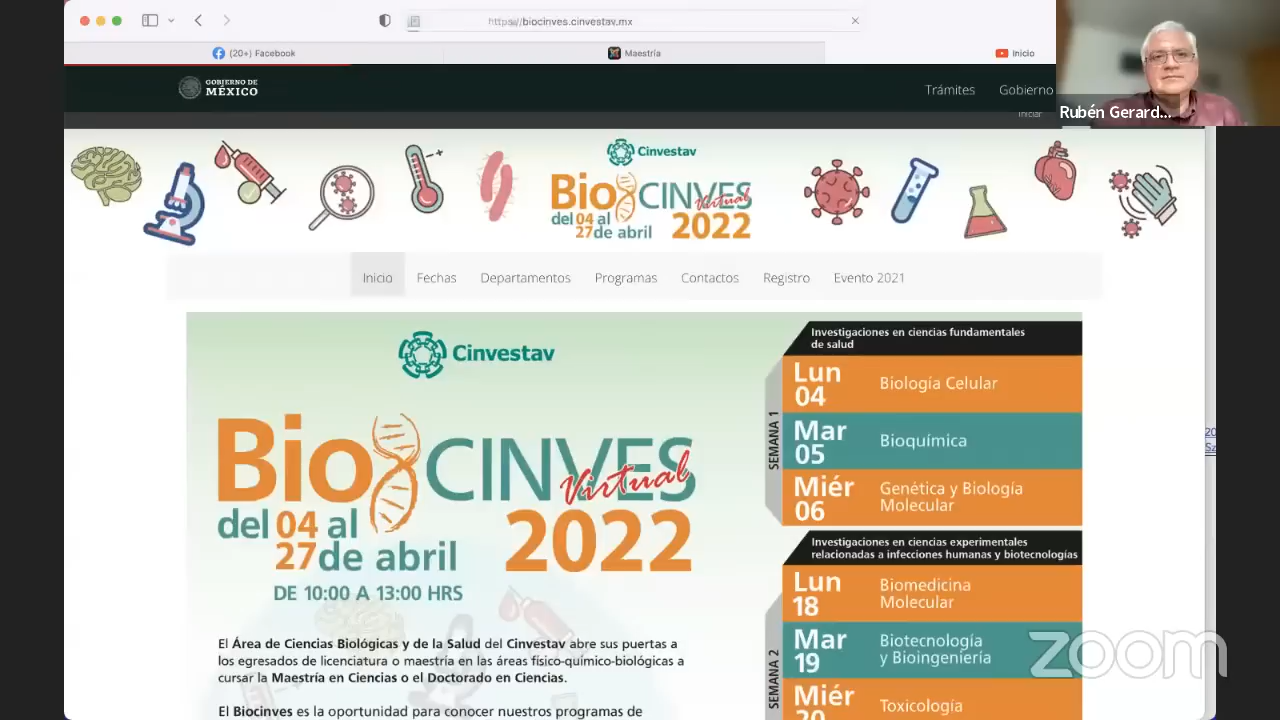 https://biocinves.cinvestav.mx
(20+) Facebook
Maestría
Inicio
GOBIERNO DE
MÉXICO
Trámites
Gobierno
Iniciar
Rubén Gerard...
Cinvestav
BioCINVES
Virtual
del 04 al
27 de abril
2022
Inicio
Fechas
Departamentos
Programas
Contactos
Registro
Evento 2021
Cinvestav
BioCINVES
Virtual
del 04 al
27 de abril
2022
DE 10:00 A 13:00 HRS
El Área de Ciencias Biológicas y de la Salud del Cinvestav abre sus puertas a
los egresados de licenciatura o maestría en las áreas físico-químico-biológicas a
cursar la Maestría en Ciencias o el Doctorado en Ciencias.
El Biocinves es la oportunidad para conocer nuestros programas de
Investigaciones en ciencias fundamentales
de salud
SEMANA 1
Lun
04
Biología Celular
Mar
05
Bioquímica
Miér
06
Genética y Biología
Molecular
Investigaciones en ciencias experimentales
relacionadas a infecciones humanas y biotecnologías
SEMANA 2
Lun
18
Biomedicina
Molecular
Mar
19
Biotecnología
y Bioingeniería
Miér
20
Toxicología
20
Sz
zoom